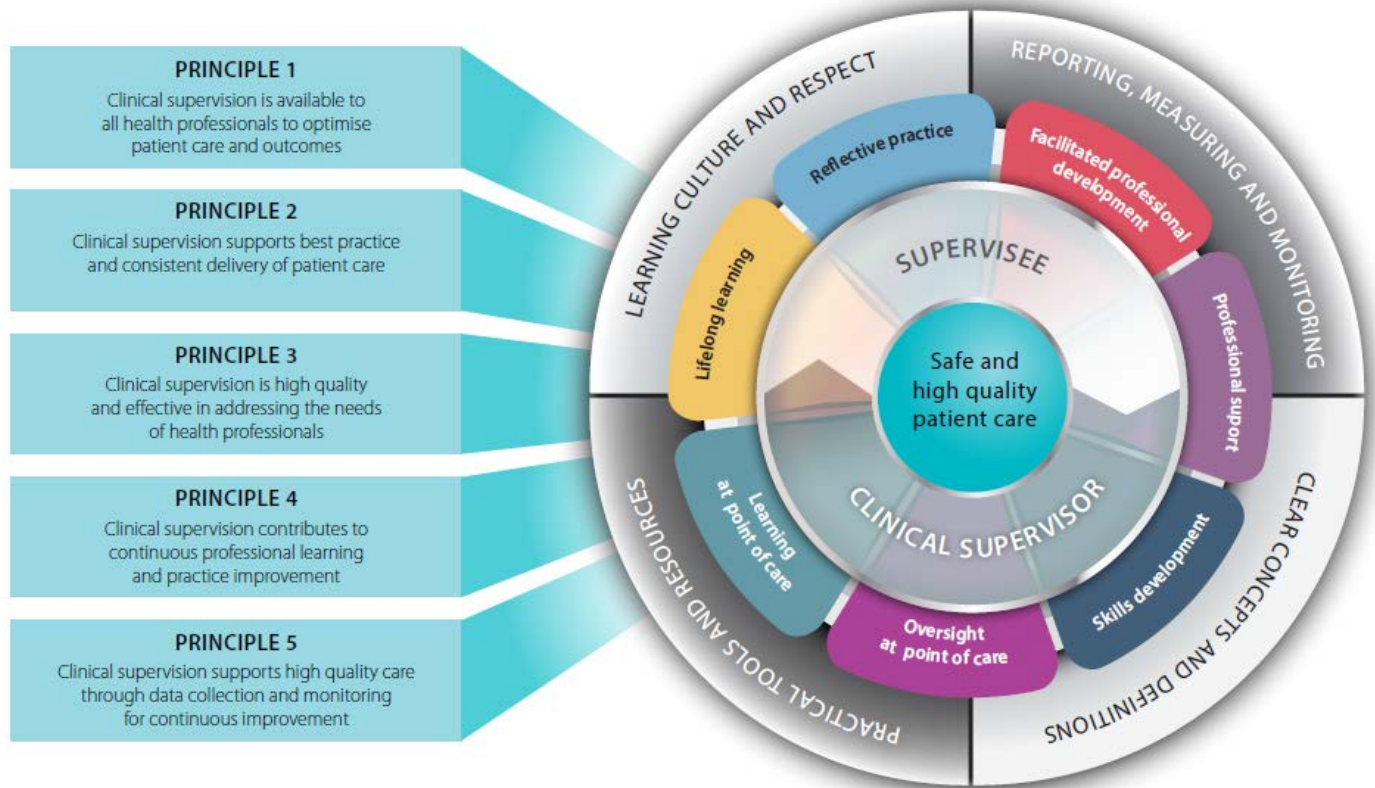 PRINCIPLE 1
Clinical supervision is available to
all health professionals to optimise
patient care and outcomes
PRINCIPLE 2
Clinical supervision supports best practice
and consistent delivery of patient care
PRINCIPLE 3
Clinical supervision is high quality
and effective in addressing the needs
of health professionals
PRINCIPLE 4
Clinical supervision contributes to
continuous professional learning
and practice improvement
PRINCIPLE 5
Clinical supervision supports high quality care
through data collection and monitoring
for continuous improvement
LEARNING CULTURE AND RESPECT
REPORTING, MEASURING AND MONITORING
CLEAR CONCEPTS AND DEFINITIONS
PRACTICAL TOOLS AND RESOURCES
Reflective practice
Facilitated professional
development
Professional support
Skills development
Oversight
at point of care
Learning
at point of care
Lifelong learning
SUPERVISEE
CLINICAL SUPERVISOR
Safe and
high quality
patient care